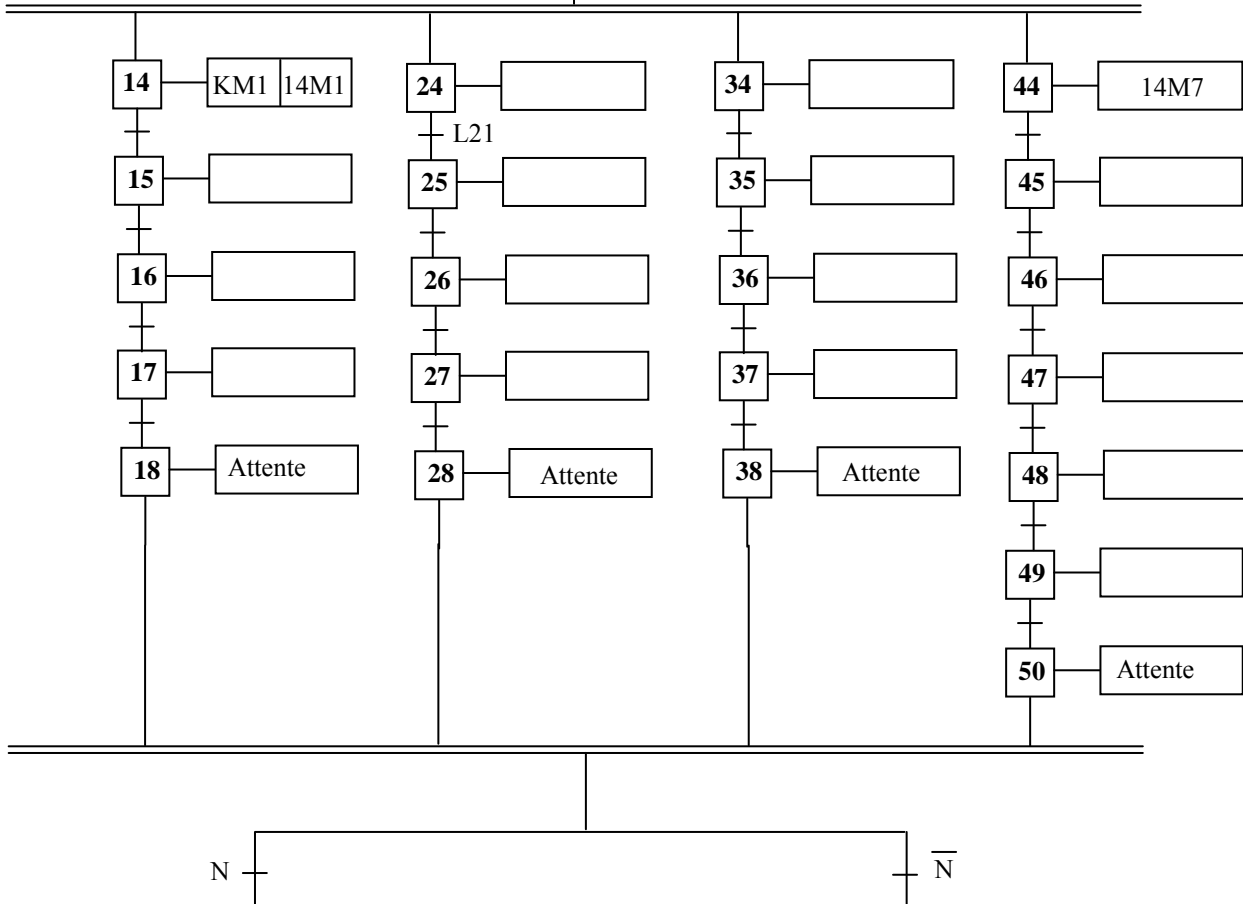 14 KM1 14M1 24 34 44 14M7
L21
15 25 35 45
16 26 36 46
17 27 37 47
18 Attente 28 Attente 38 Attente 48
49
50 Attente
N N̅